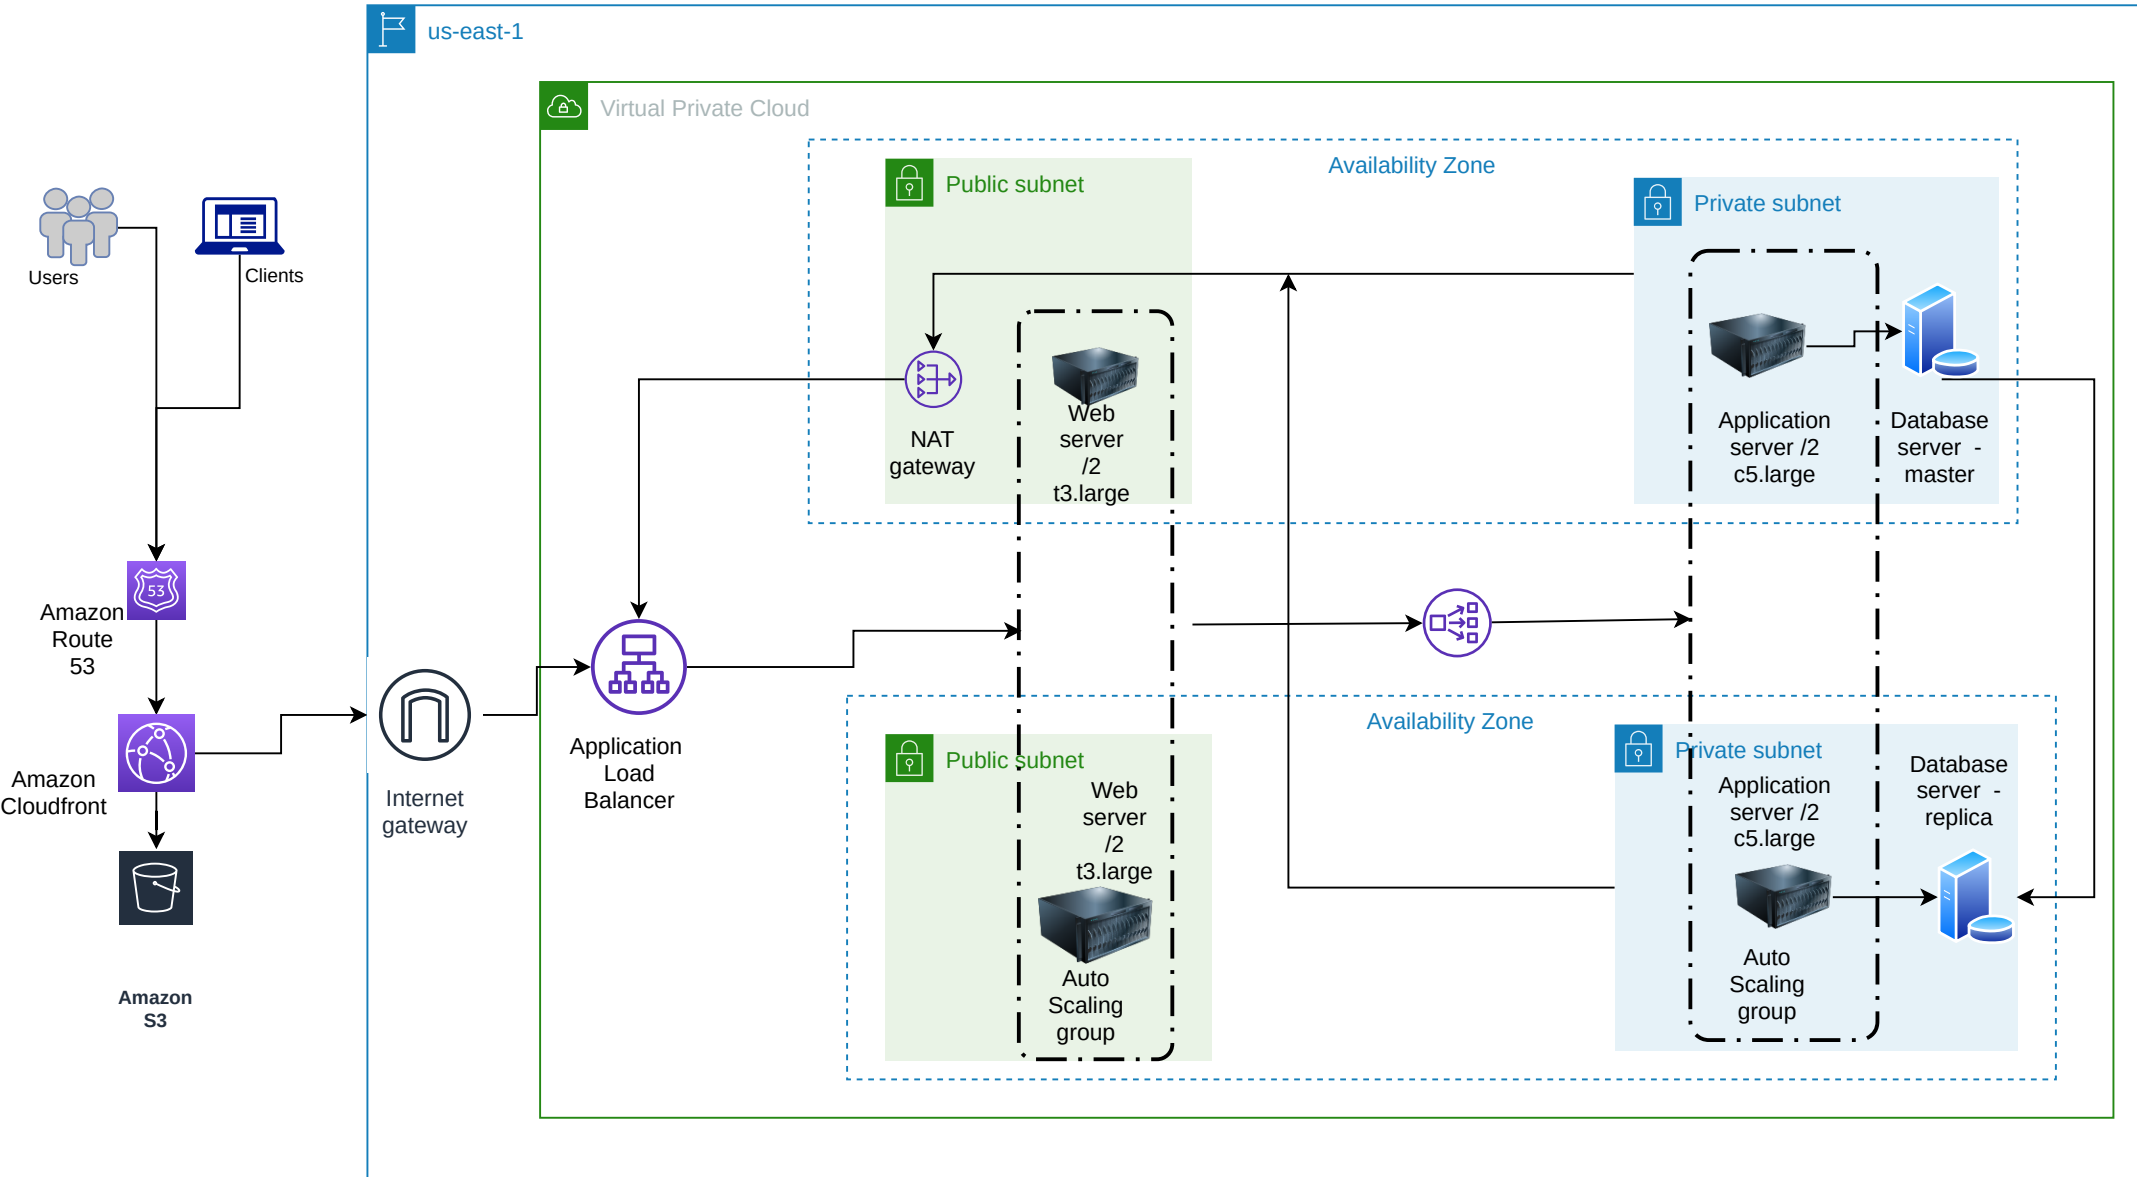 us-east-1
Virtual Private Cloud
Availability Zone
Public subnet
Private subnet
Users
Clients
NAT
gateway
Web
server
/2
t3.large
Application
server /2
c5.large
Database
server -
master
53
Amazon
Route
53
Amazon
Cloudfront
Amazon
S3
Internet
gateway
Application
Load
Balancer
Availability Zone
Public subnet
Web
server
/2
t3.large
Auto
Scaling
group
Private subnet
Application
server /2
c5.large
Auto
Scaling
group
Database
server -
replica